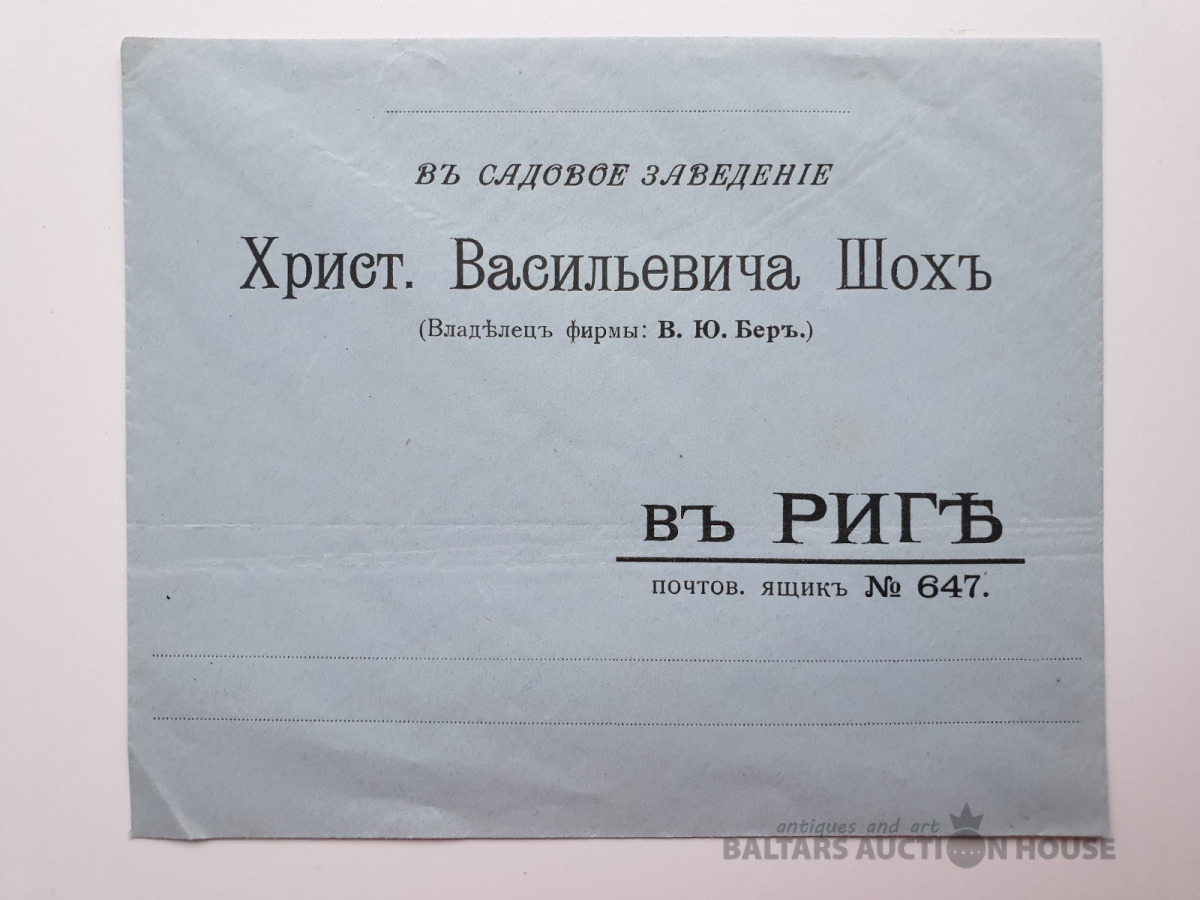 ВЪ САДОВОЕ ЗАВЕДЕНІЕ
Христ. Васильевича Шохъ
(Владѣлецъ фирмы: В. Ю. Беръ.)
въ РИГѢ
почтов. ящикъ № 647.
antiques and art
BALTARS AUCTION HOUSE